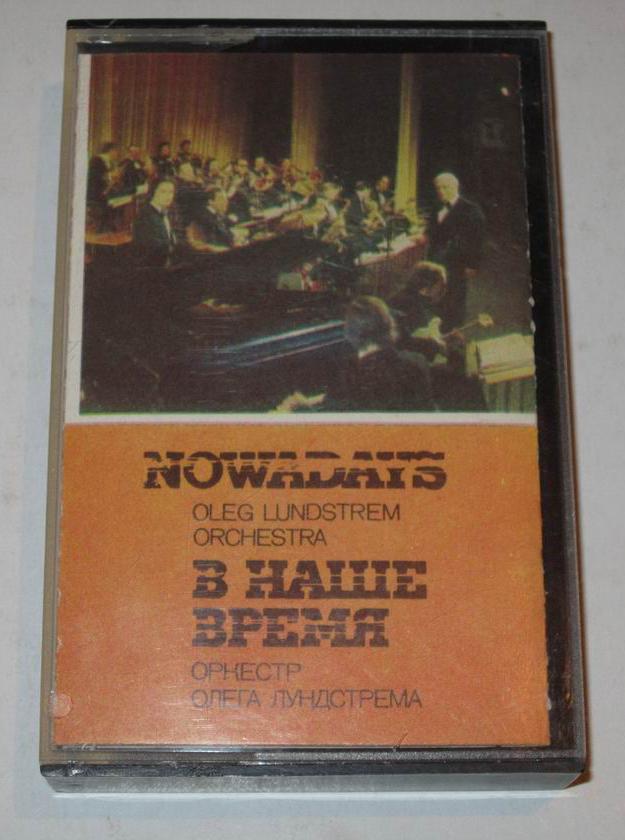 NOWADAYS
OLEG LUNDSTREM
ORCHESTRA
В НАШЕ
ВРЕМЯ
ОРКЕСТР
ОЛЕГА ЛУНДСТРЕМА